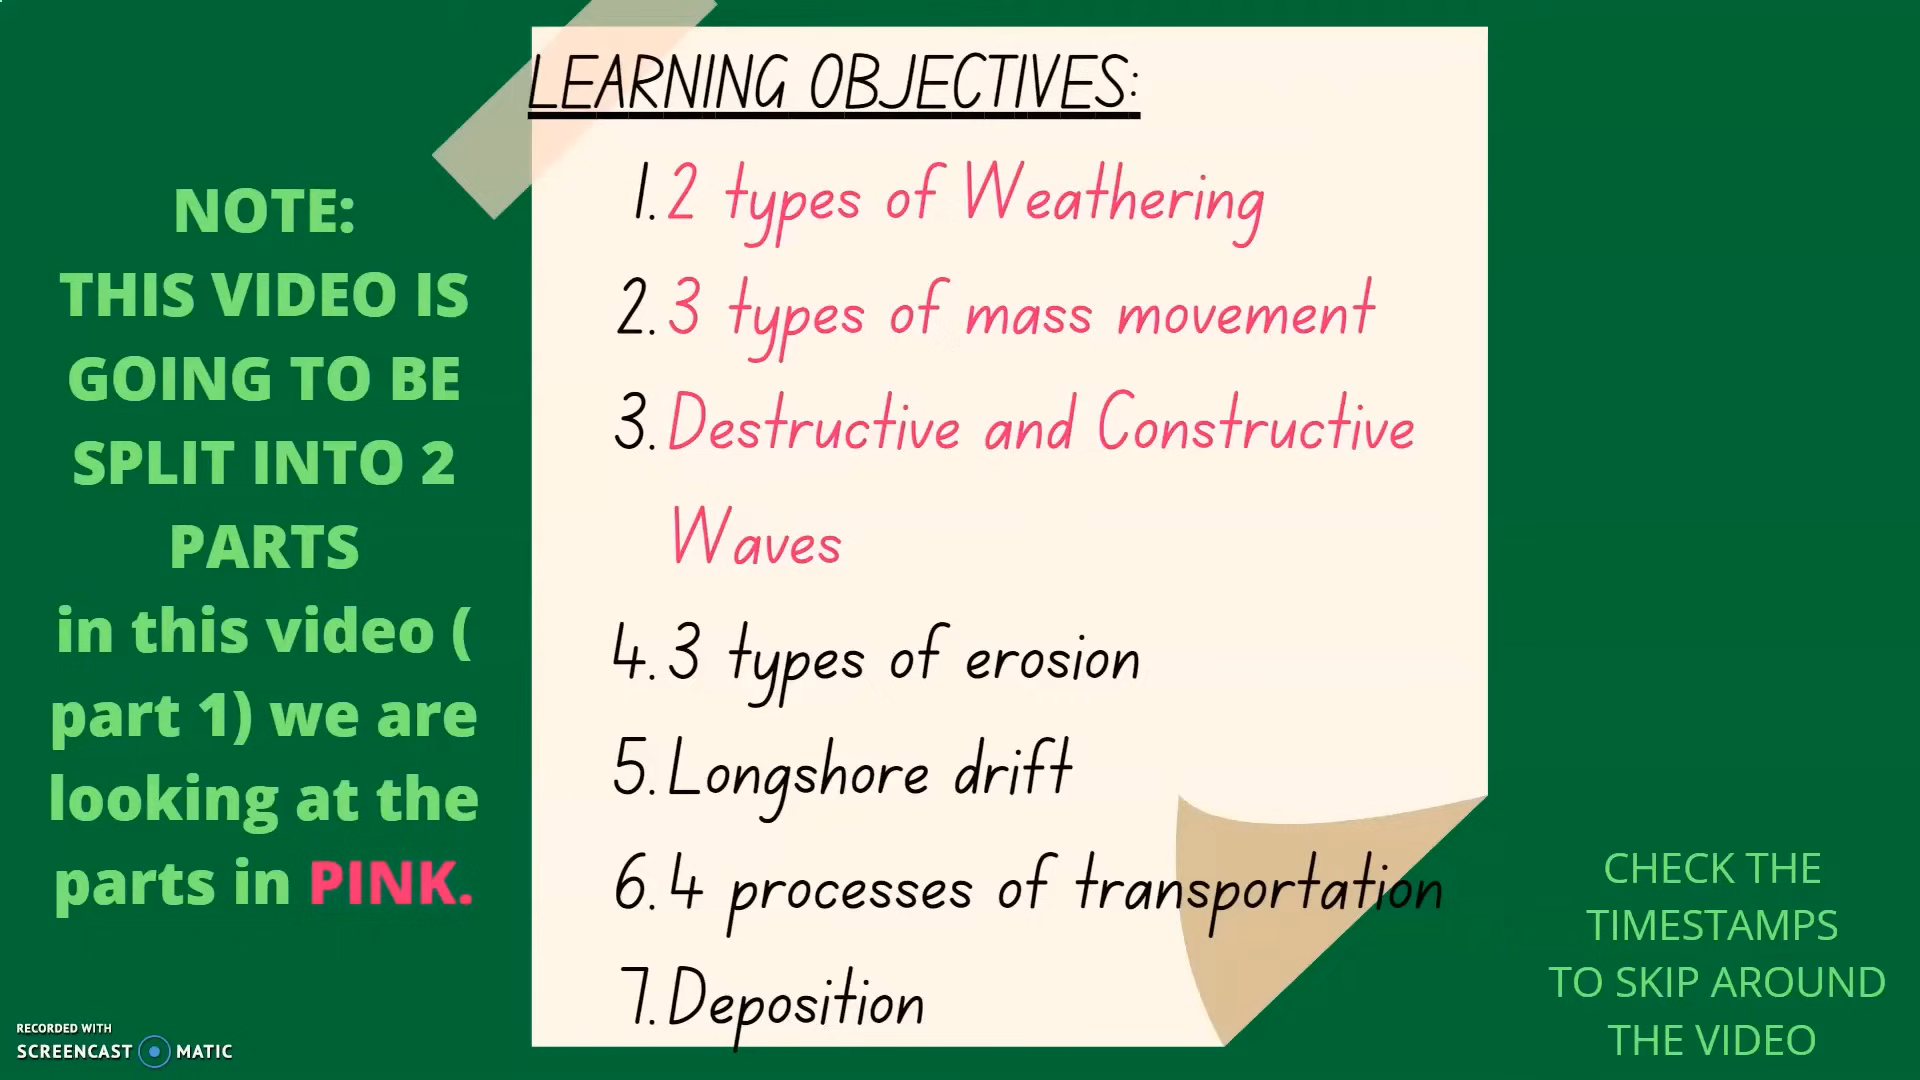 LEARNING OBJECTIVES:
1. 2 types of Weathering
2. 3 types of mass movement
3. Destructive and Constructive
Waves
4. 3 types of erosion
5. Longshore drift
6. 4 processes of transportation
7. Deposition
NOTE:
THIS VIDEO IS
GOING TO BE
SPLIT INTO 2
PARTS
in this video (
part 1) we are
looking at the
parts in PINK.
CHECK THE
TIMESTAMPS
TO SKIP AROUND
THE VIDEO
RECORDED WITH
SCREENCAST MATIC